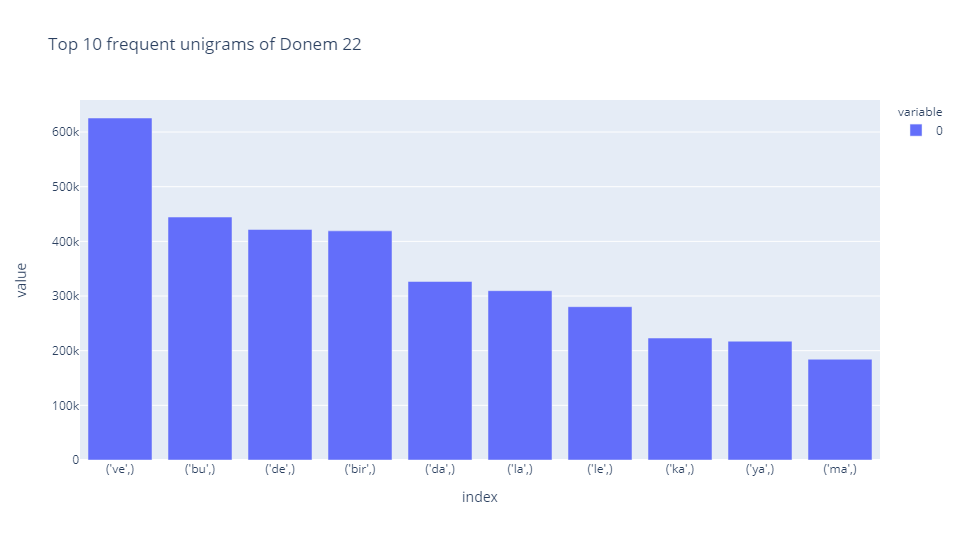 Top 10 frequent unigrams of Donem 22
variable
0
value
600k
500k
400k
300k
200k
100k
0
('ve',) ('bu',) ('de',) ('bir',) ('da',) ('la',) ('le',) ('ka',) ('ya',) ('ma',)
index